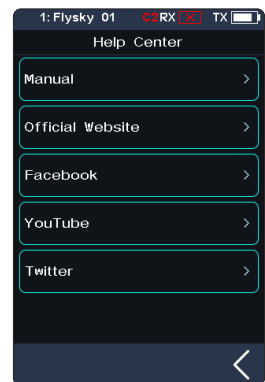 1:Flysky 01 C2RX TX
Help Center
Manual
Official Website
Facebook
YouTube
Twitter